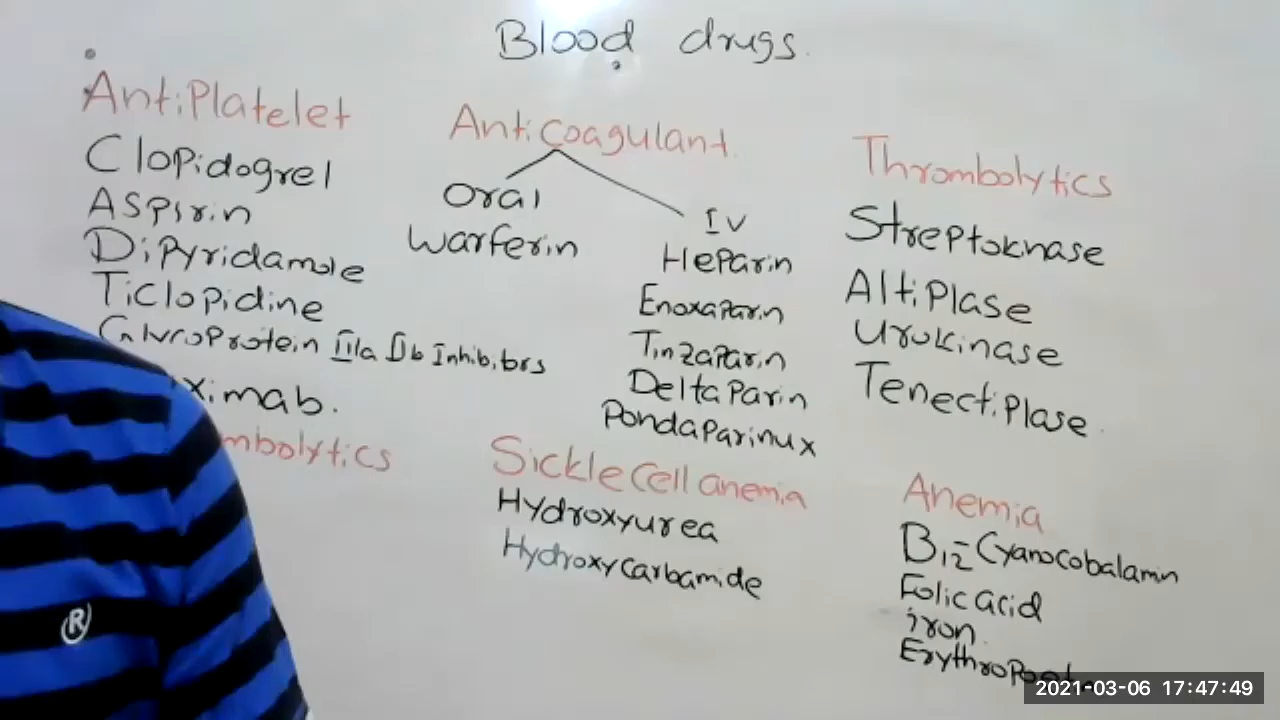 Blood drugs.
AntiPlatelet
Clopidogrel
ASPirin
DiPyridamole
Ticlopidine
Glycoprotein IIIa IIb Inhibitors
ximab.
mbolytics
Anticoagulant
Oral
Warferin
IV
HeParin
EnoxaParin
TinzaParin
DeltaParin
PondaParinux
Thrombolytics
Streptoknase
AltiPlase
Urokinase
TenectiPlase
Sickle Cell anemia
Hydroxyurea
Hydroxycarbamide
Anemia
B12-Cyanocobalamin
Folic acid
iron
®
2021-03-06 17:47:49